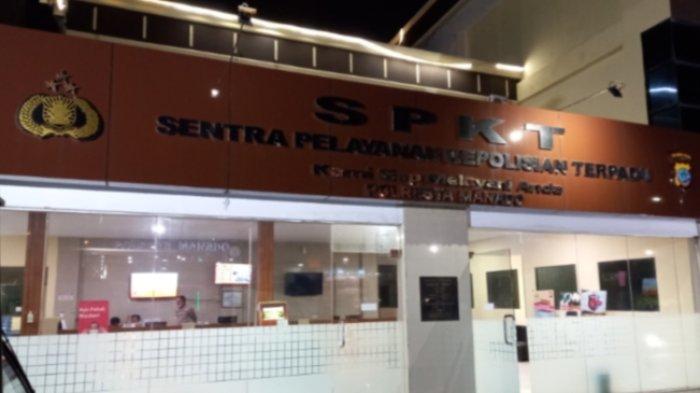 SPKT
SENTRA PELAYANAN KEPOLISIAN TERPADU
Kami Siap Melayani Anda
POLRESTA MANADO